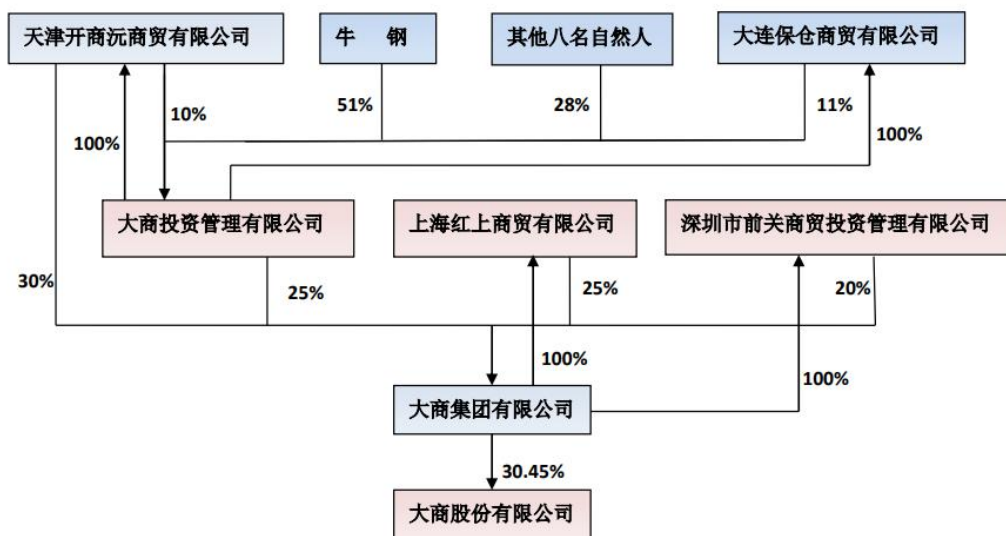 天津开商沅商贸有限公司
牛 钢
其他八名自然人
大连保仓商贸有限公司
10%
51%
28%
11%
100%
100%
大商投资管理有限公司
上海红上商贸有限公司
深圳市前关商贸投资管理有限公司
30%
25%
25%
20%
100%
100%
大商集团有限公司
30.45%
大商股份有限公司